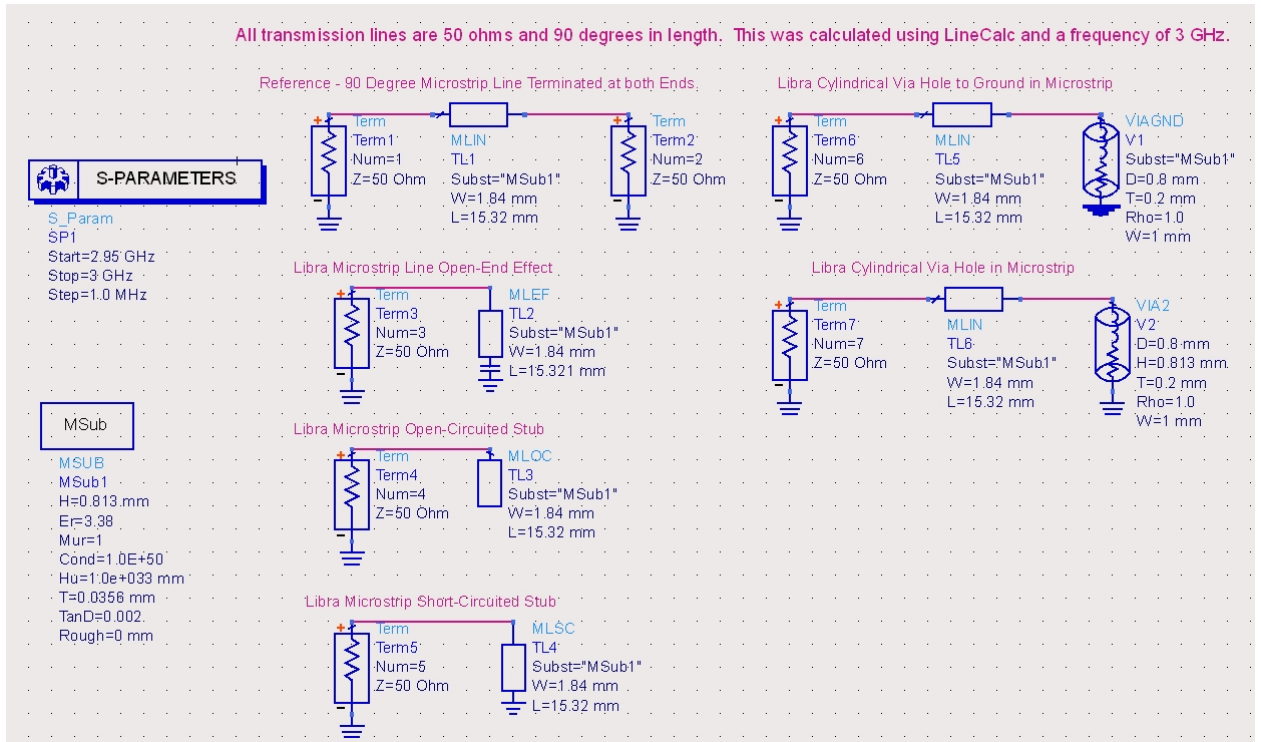 All transmission lines are 50 ohms and 90 degrees in length. This was calculated using LineCalc and a frequency of 3 GHz.
Reference - 90 Degree Microstrip Line Terminated at both Ends
+
Term
Term1
Num=1
Z=50 Ohm
-
MLIN
TL1
Subst="MSub1"
W=1.84 mm
L=15.32 mm
+
Term
Term2
Num=2
Z=50 Ohm
-
Libra Cylindrical Via Hole to Ground in Microstrip
+
Term
Term6
Num=6
Z=50 Ohm
-
MLIN
TL5
Subst="MSub1"
W=1.84 mm
L=15.32 mm
VIAGND
V1
Subst="MSub1"
D=0.8 mm
T=0.2 mm
Rho=1.0
W=1 mm
S-PARAMETERS
S_Param
SP1
Start=2.95 GHz
Stop=3 GHz
Step=1.0 MHz
Libra Microstrip Line Open-End Effect
+
Term
Term3
Num=3
Z=50 Ohm
-
MLEF
TL2
Subst="MSub1"
W=1.84 mm
L=15.321 mm
Libra Cylindrical Via Hole in Microstrip
+
Term
Term7
Num=7
Z=50 Ohm
-
MLIN
TL6
Subst="MSub1"
W=1.84 mm
L=15.32 mm
VIA2
V2
D=0.8 mm
H=0.813 mm
T=0.2 mm
Rho=1.0
W=1 mm
MSub
MSUB
MSub1
H=0.813 mm
Er=3.38
Mur=1
Cond=1.0E+50
Hu=1.0e+033 mm
T=0.0356 mm
TanD=0.002
Rough=0 mm
Libra Microstrip Open-Circuited Stub
+
Term
Term4
Num=4
Z=50 Ohm
-
MLOC
TL3
Subst="MSub1"
W=1.84 mm
L=15.32 mm
Libra Microstrip Short-Circuited Stub
+
Term
Term5
Num=5
Z=50 Ohm
-
MLSC
TL4
Subst="MSub1"
W=1.84 mm
L=15.32 mm